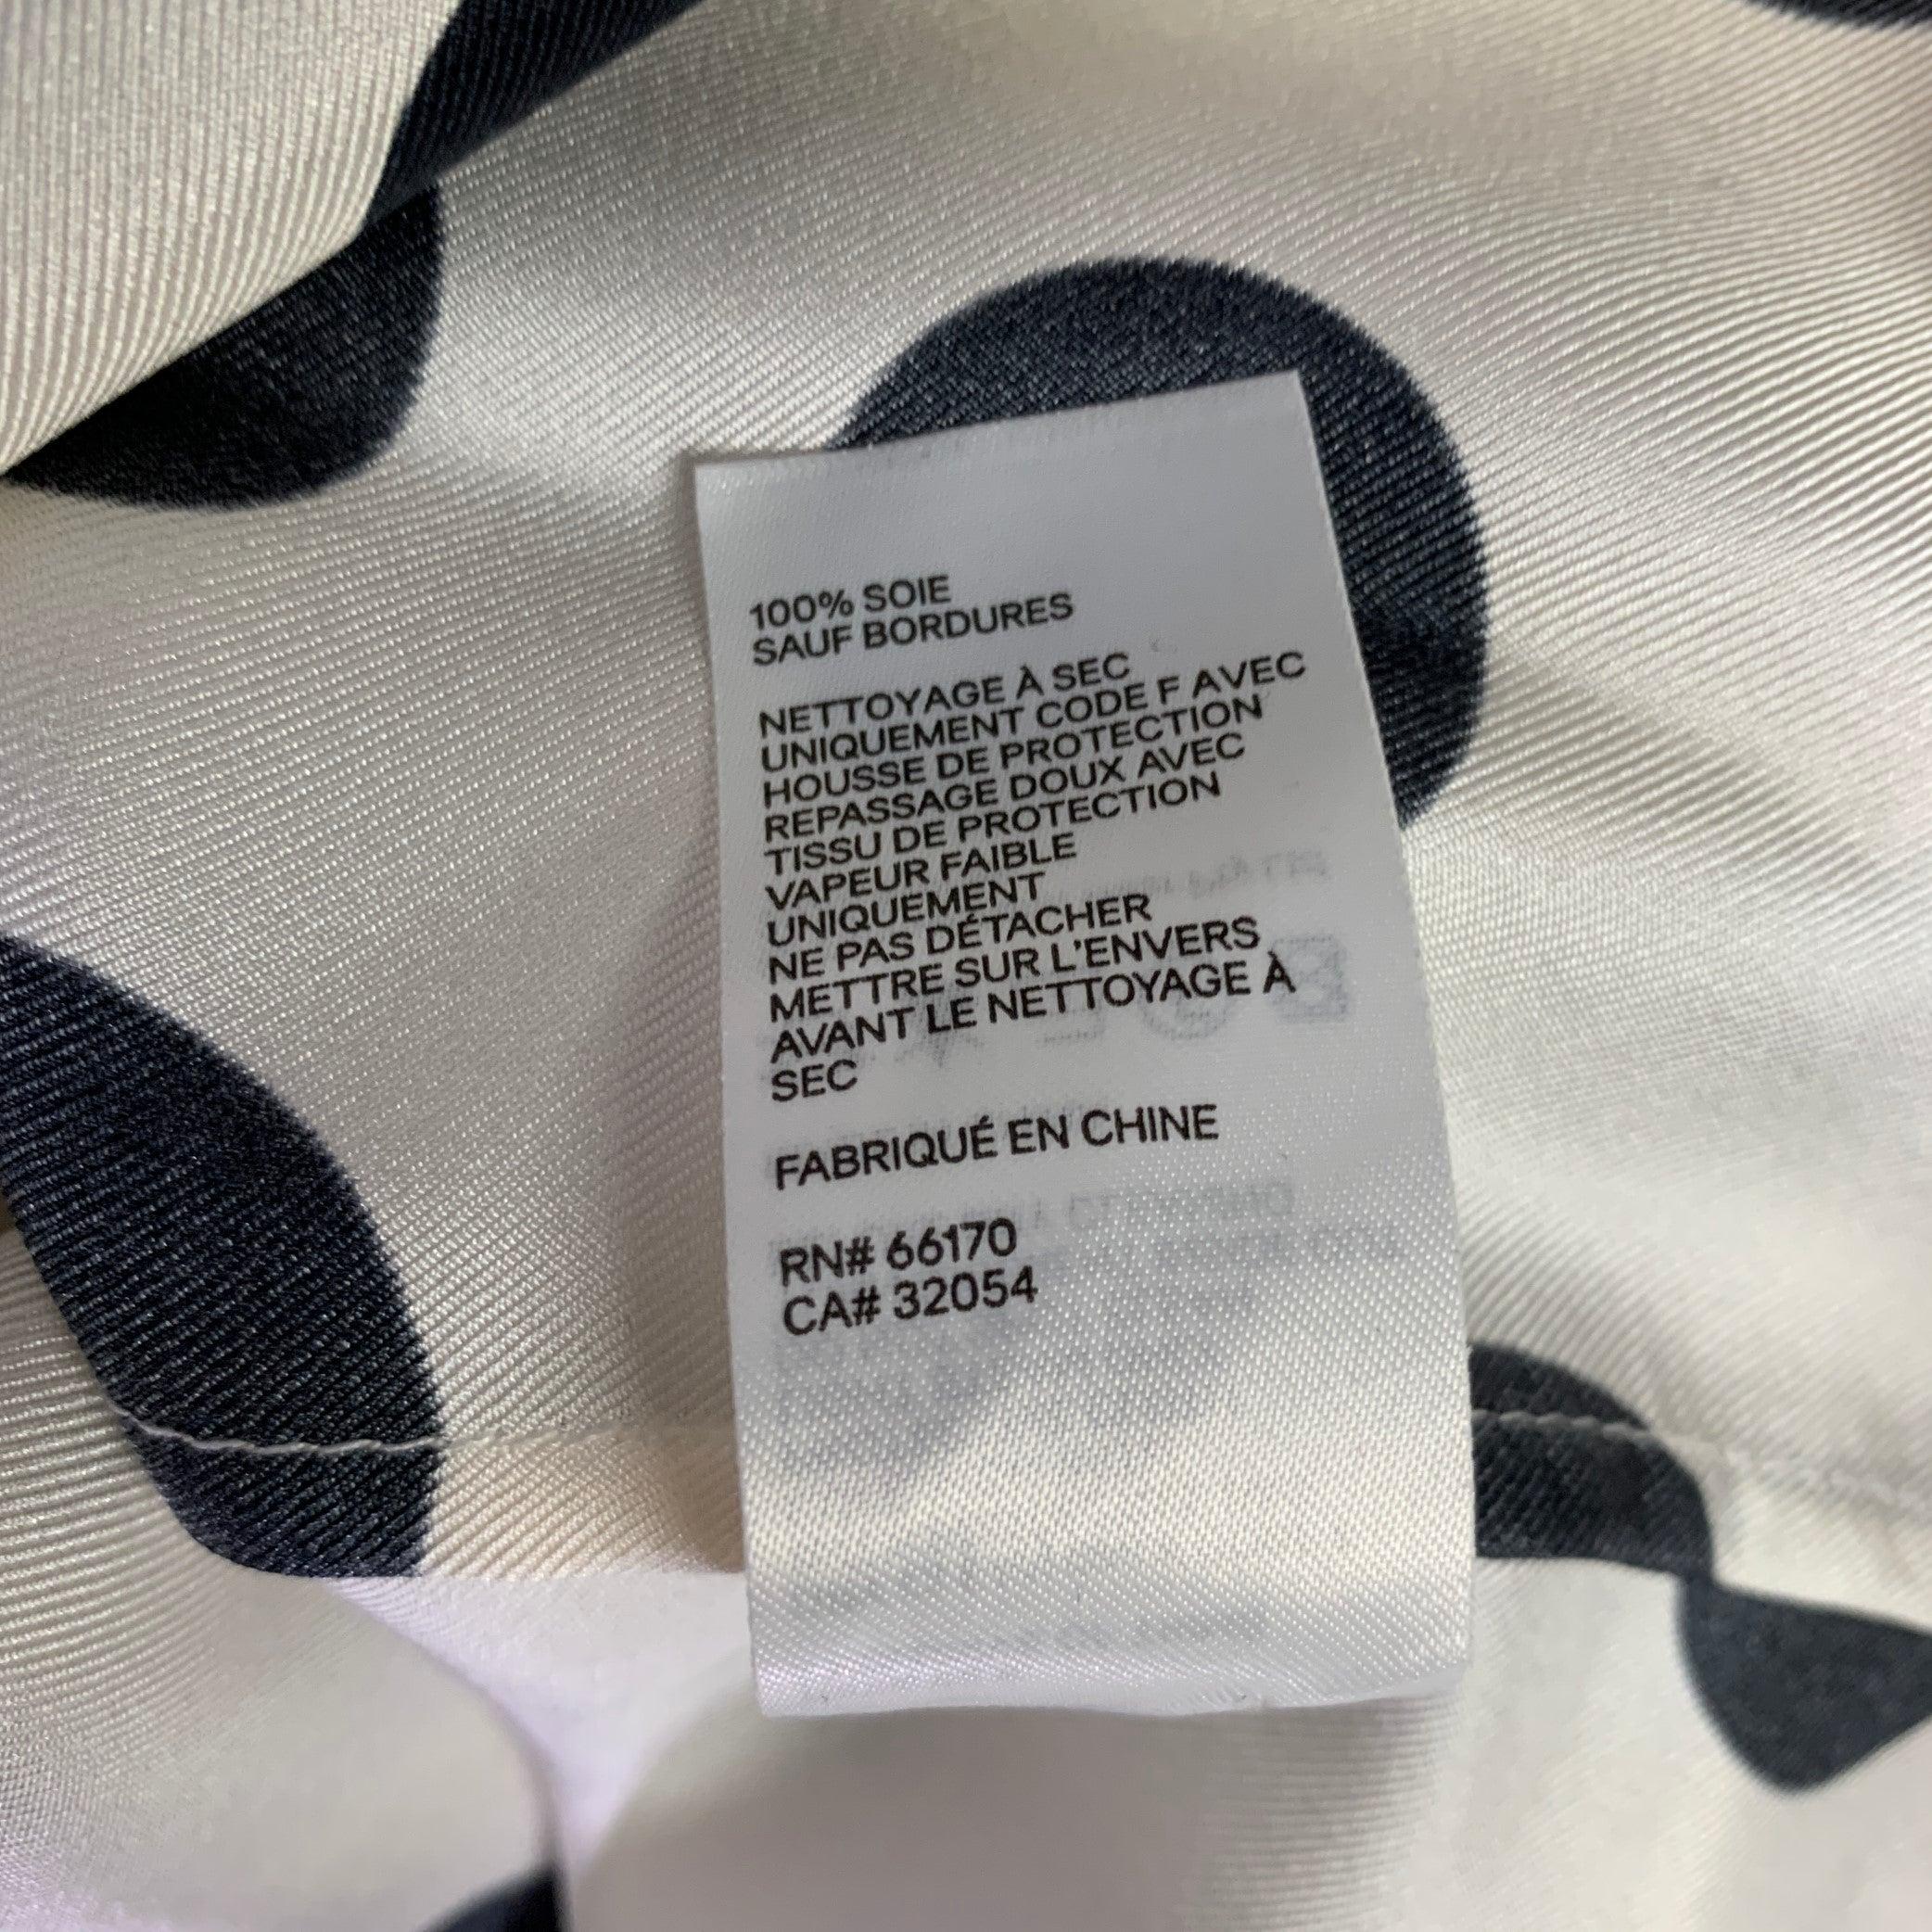 100% SOIE
SAUF BORDURES
NETTOYAGE À SEC
UNIQUEMENT CODE F AVEC
HOUSSE DE PROTECTION
REPASSAGE DOUX AVEC
TISSU DE PROTECTION
VAPEUR FAIBLE
UNIQUEMENT
NE PAS DÉTACHER
METTRE SUR L'ENVERS
AVANT LE NETTOYAGE À
SEC
FABRIQUÉ EN CHINE
RN# 66170
CA# 32054